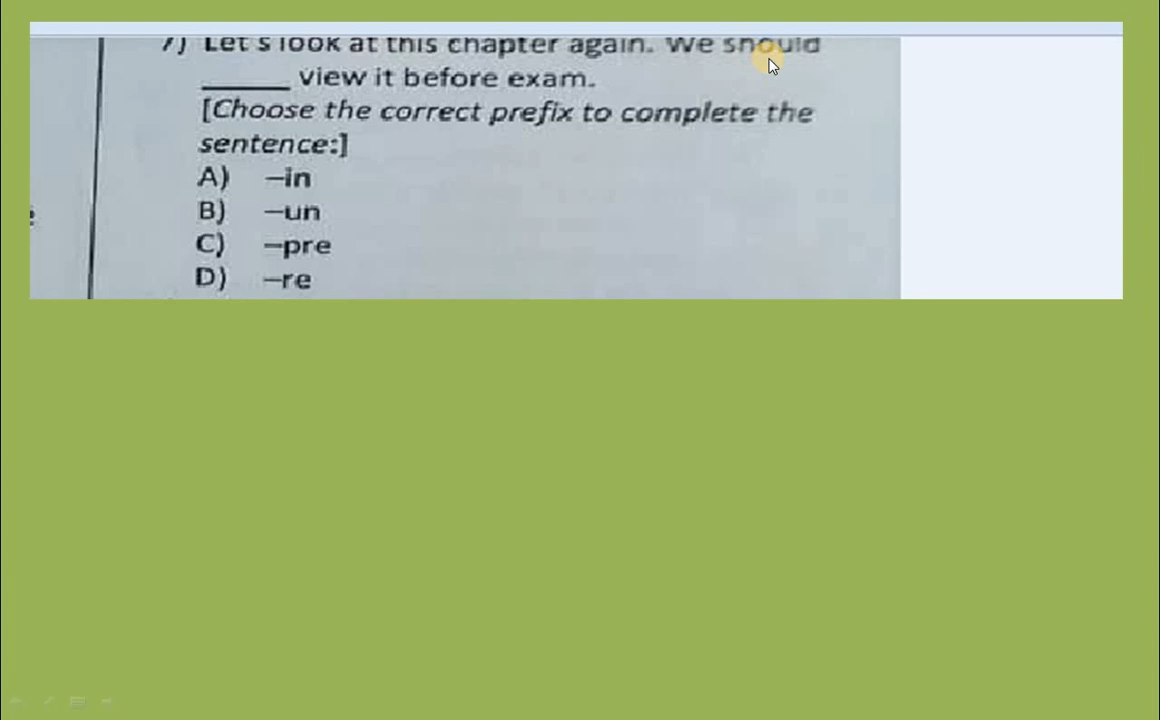 7) Let's look at this chapter again. We should
______ view it before exam.
[Choose the correct prefix to complete the
sentence:]
A) –in
B) –un
C) –pre
D) –re